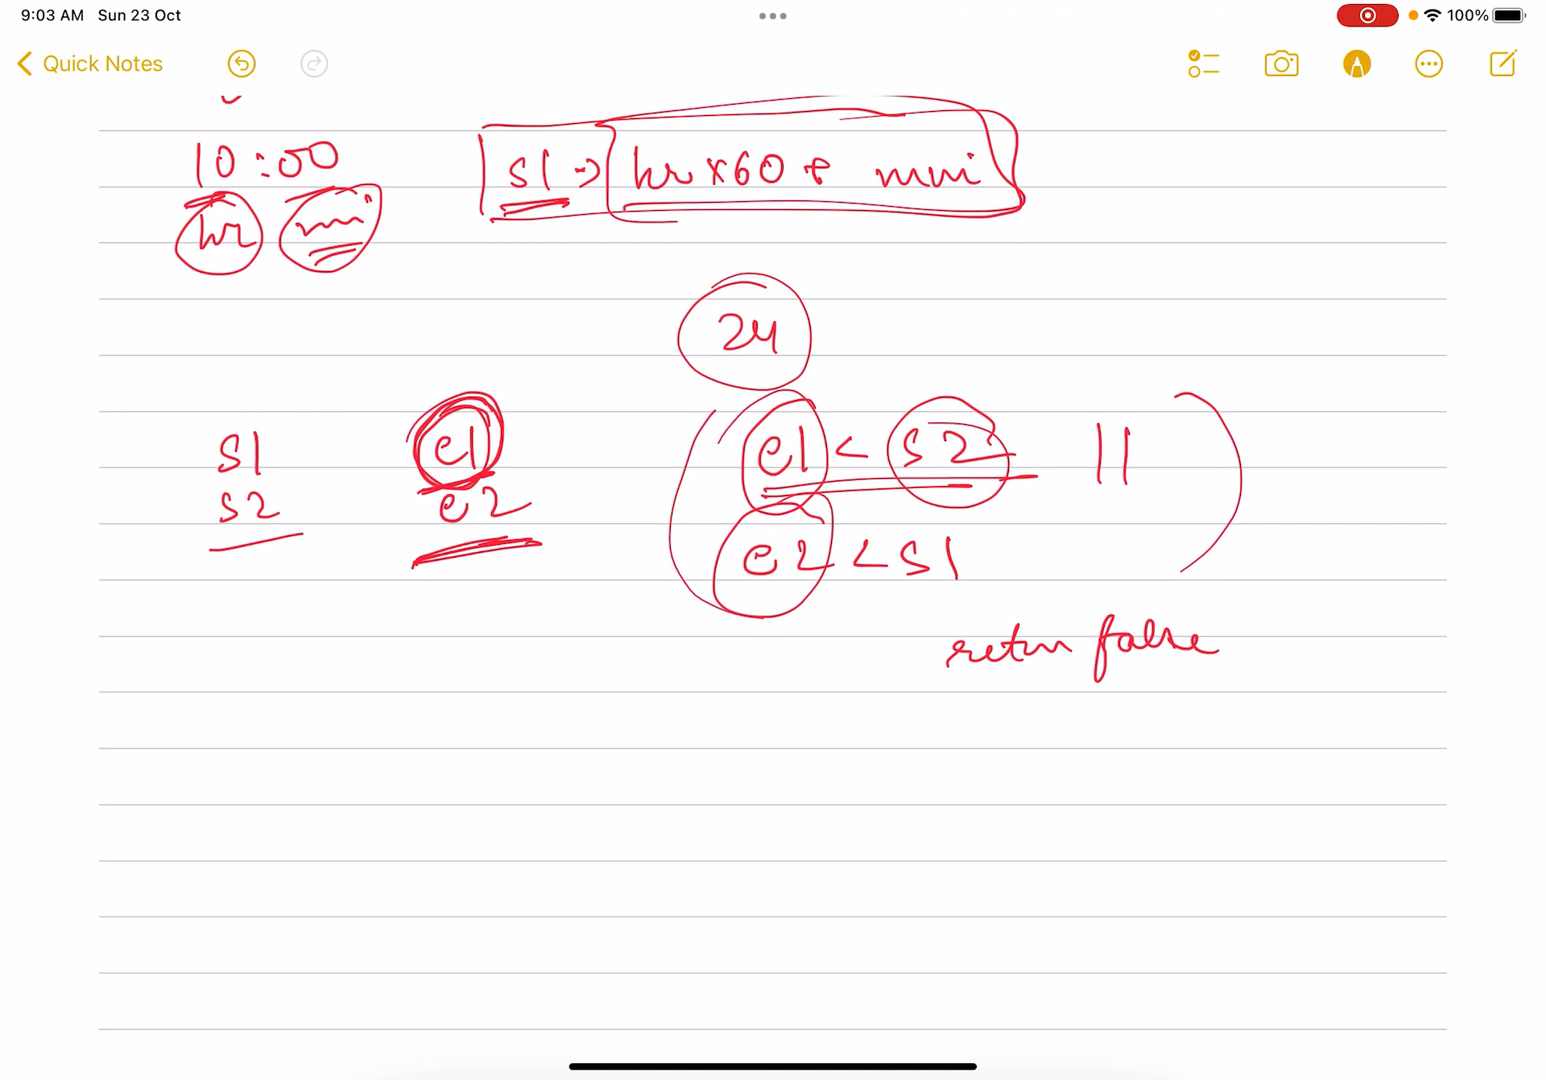 9:03 AM Sun 23 Oct
100%
Quick Notes
10:00
hr min
s1 => hr x 60 + min
24
s1 e1
s2 e2
e1 < s2 ||
e2 < s1
return false